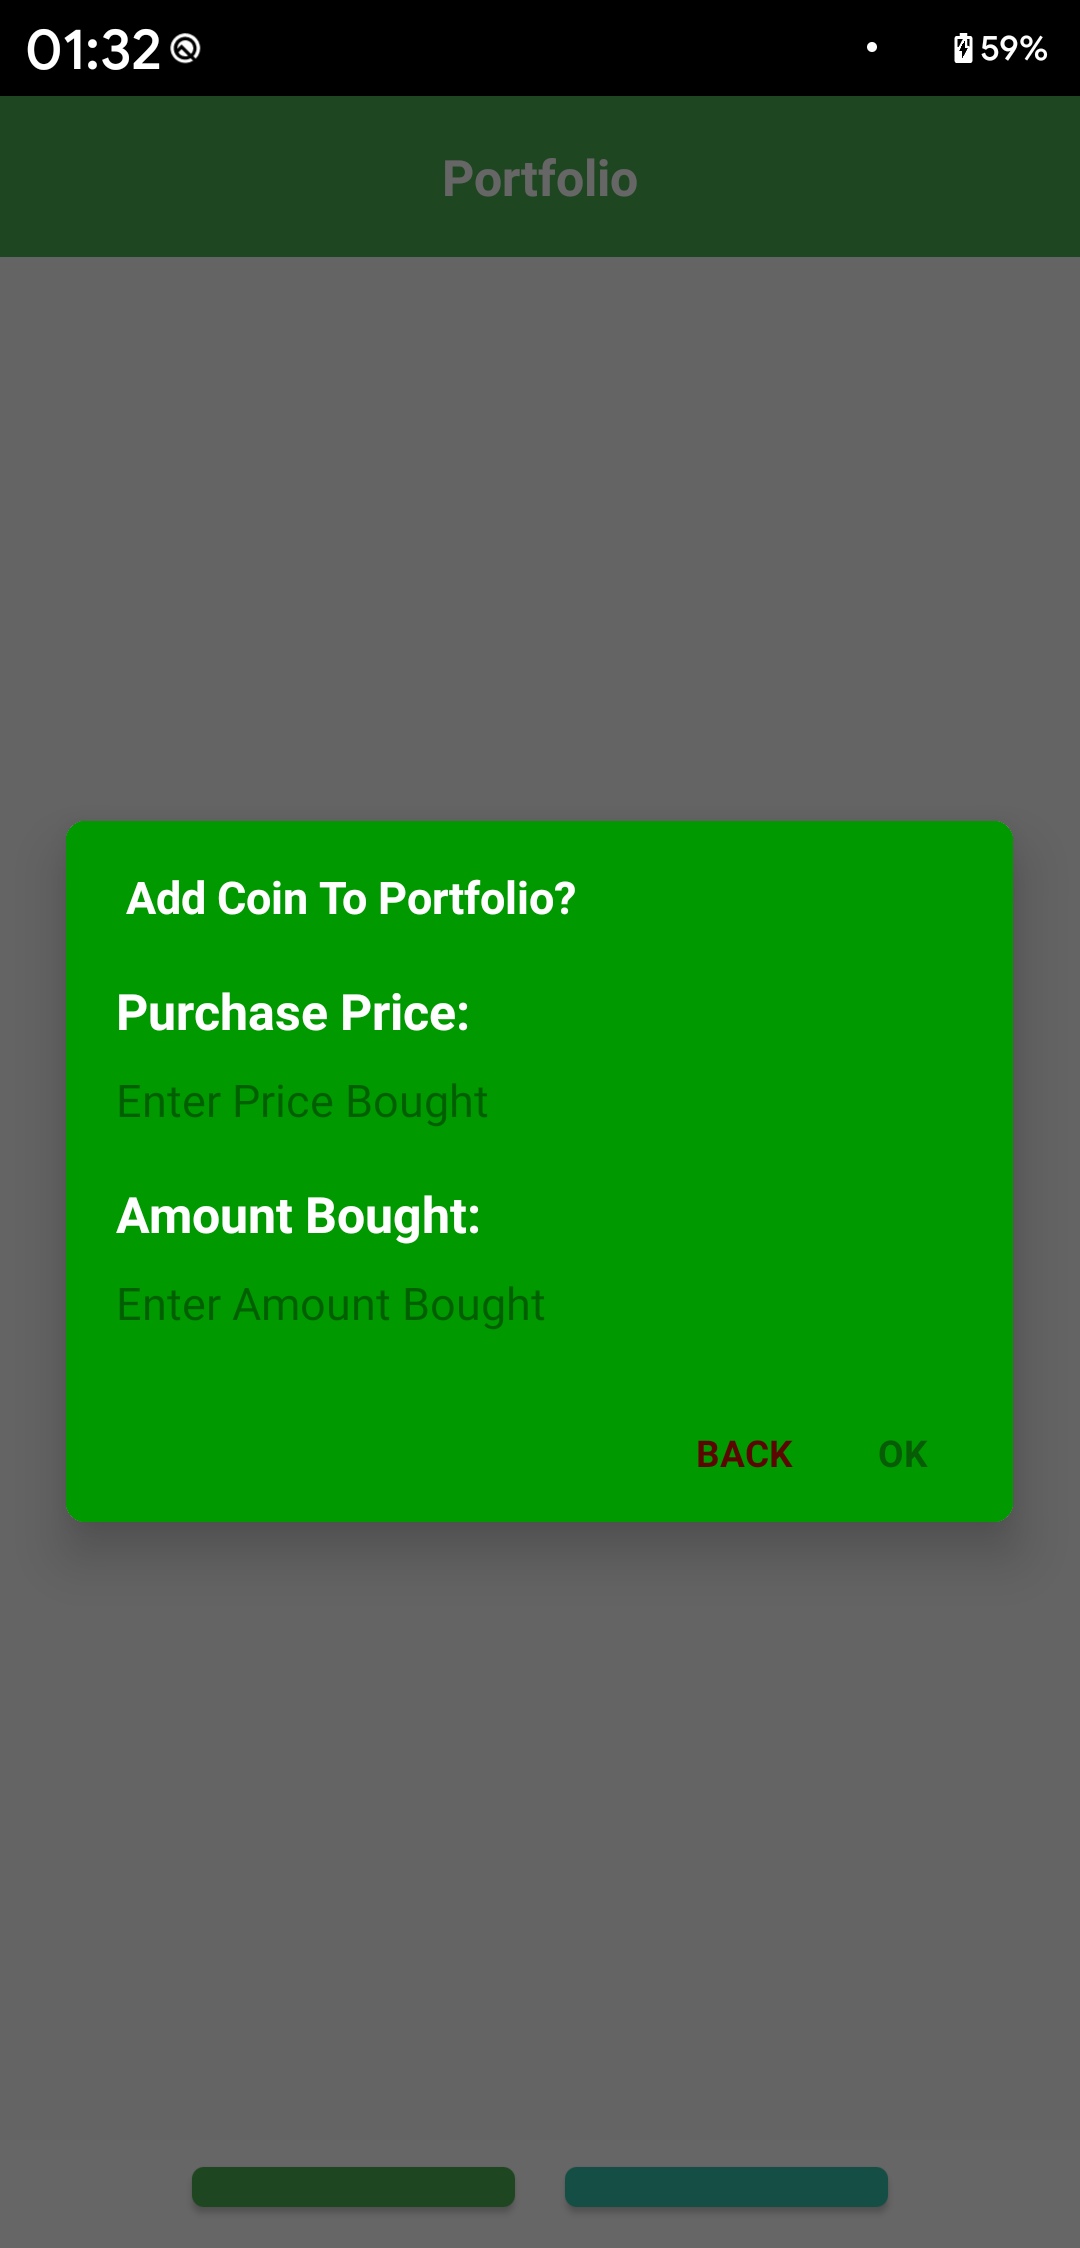 01:32
59%
Portfolio
Add Coin To Portfolio?
Purchase Price:
Enter Price Bought
Amount Bought:
Enter Amount Bought
BACK OK